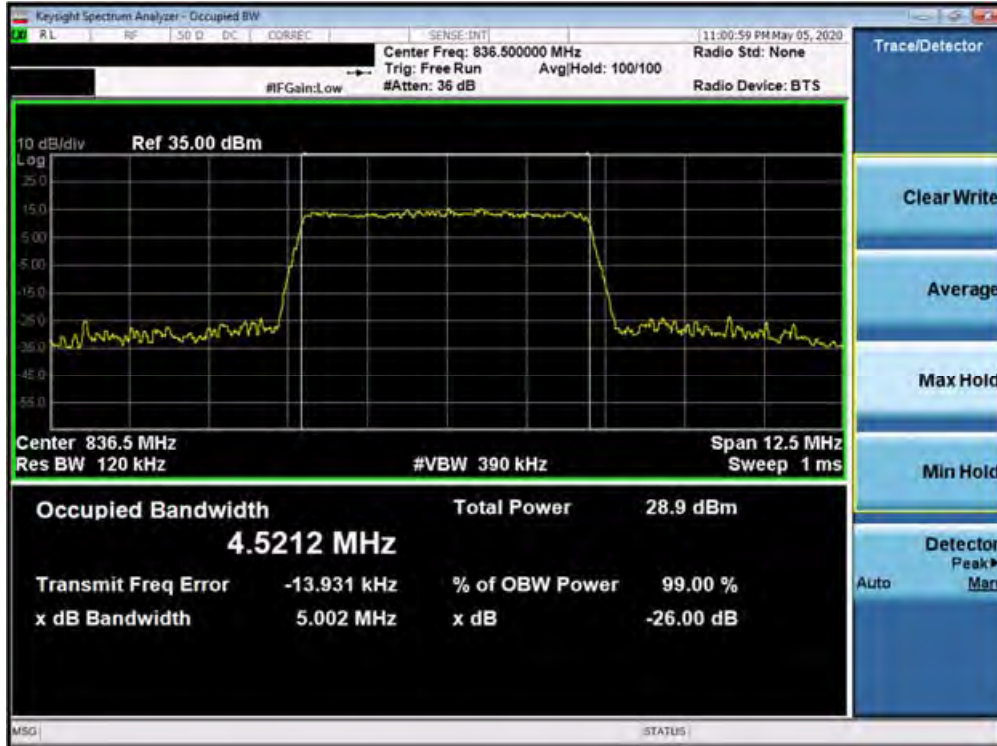 Keysight Spectrum Analyzer - Occupied BW
RL RF 50 Ω DC CORREC SENSE:INT 11:00:59 PM May 05, 2020
Center Freq: 836.500000 MHz Radio Std: None
Trig: Free Run Avg|Hold: 100/100
#IFGain:Low #Atten: 36 dB Radio Device: BTS
Trace/Detector
10 dB/div Ref 35.00 dBm
Log
25.0
15.0
5.00
-5.00
-15.0
-25.0
-35.0
-45.0
-55.0
Center 836.5 MHz Span 12.5 MHz
Res BW 120 kHz #VBW 390 kHz Sweep 1 ms
Clear Write
Average
Max Hold
Min Hold
Detector
Peak▶
Auto Man
Occupied Bandwidth Total Power 28.9 dBm
4.5212 MHz
Transmit Freq Error -13.931 kHz % of OBW Power 99.00 %
x dB Bandwidth 5.002 MHz x dB -26.00 dB
MSG STATUS